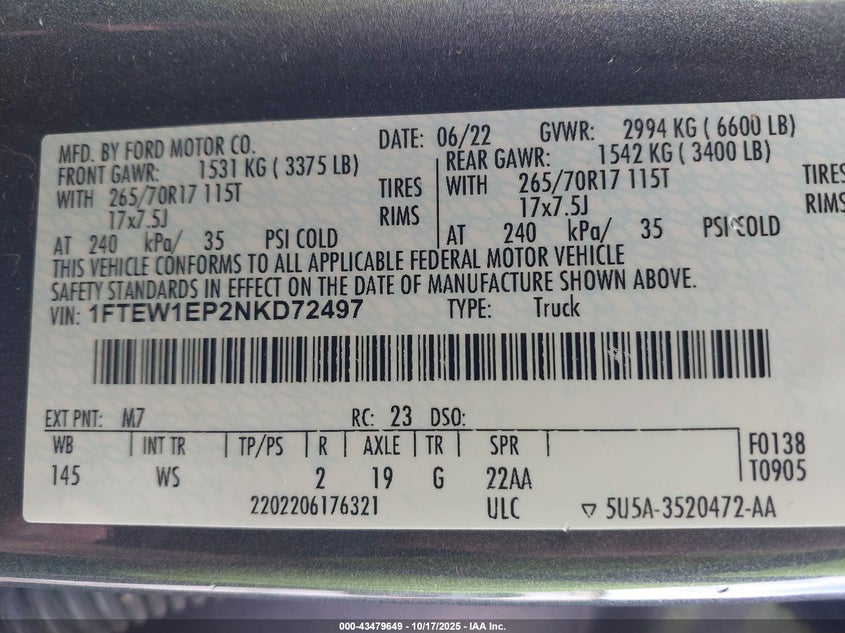 MFD. BY FORD MOTOR CO. DATE: 06/22 GVWR: 2994 KG ( 6600 LB)
FRONT GAWR: 1531 KG ( 3375 LB) REAR GAWR: 1542 KG ( 3400 LB)
WITH 265/70R17 115T TIRES WITH 265/70R17 115T TIRES
17x7.5J RIMS 17x7.5J RIMS
AT 240 kPa/ 35 PSI COLD AT 240 kPa/ 35 PSI COLD
THIS VEHICLE CONFORMS TO ALL APPLICABLE FEDERAL MOTOR VEHICLE
SAFETY STANDARDS IN EFFECT ON THE DATE OF MANUFACTURE SHOWN ABOVE.
VIN: 1FTEW1EP2NKD72497 TYPE: Truck
EXT PNT: M7 RC: 23 DSO:
WB INT TR TP/PS R AXLE TR SPR F0138
145 WS 2 19 G 22AA T0905
2202206176321 ULC ▽ 5U5A-3520472-AA
000-43479649 - 10/17/2025 - IAA Inc.